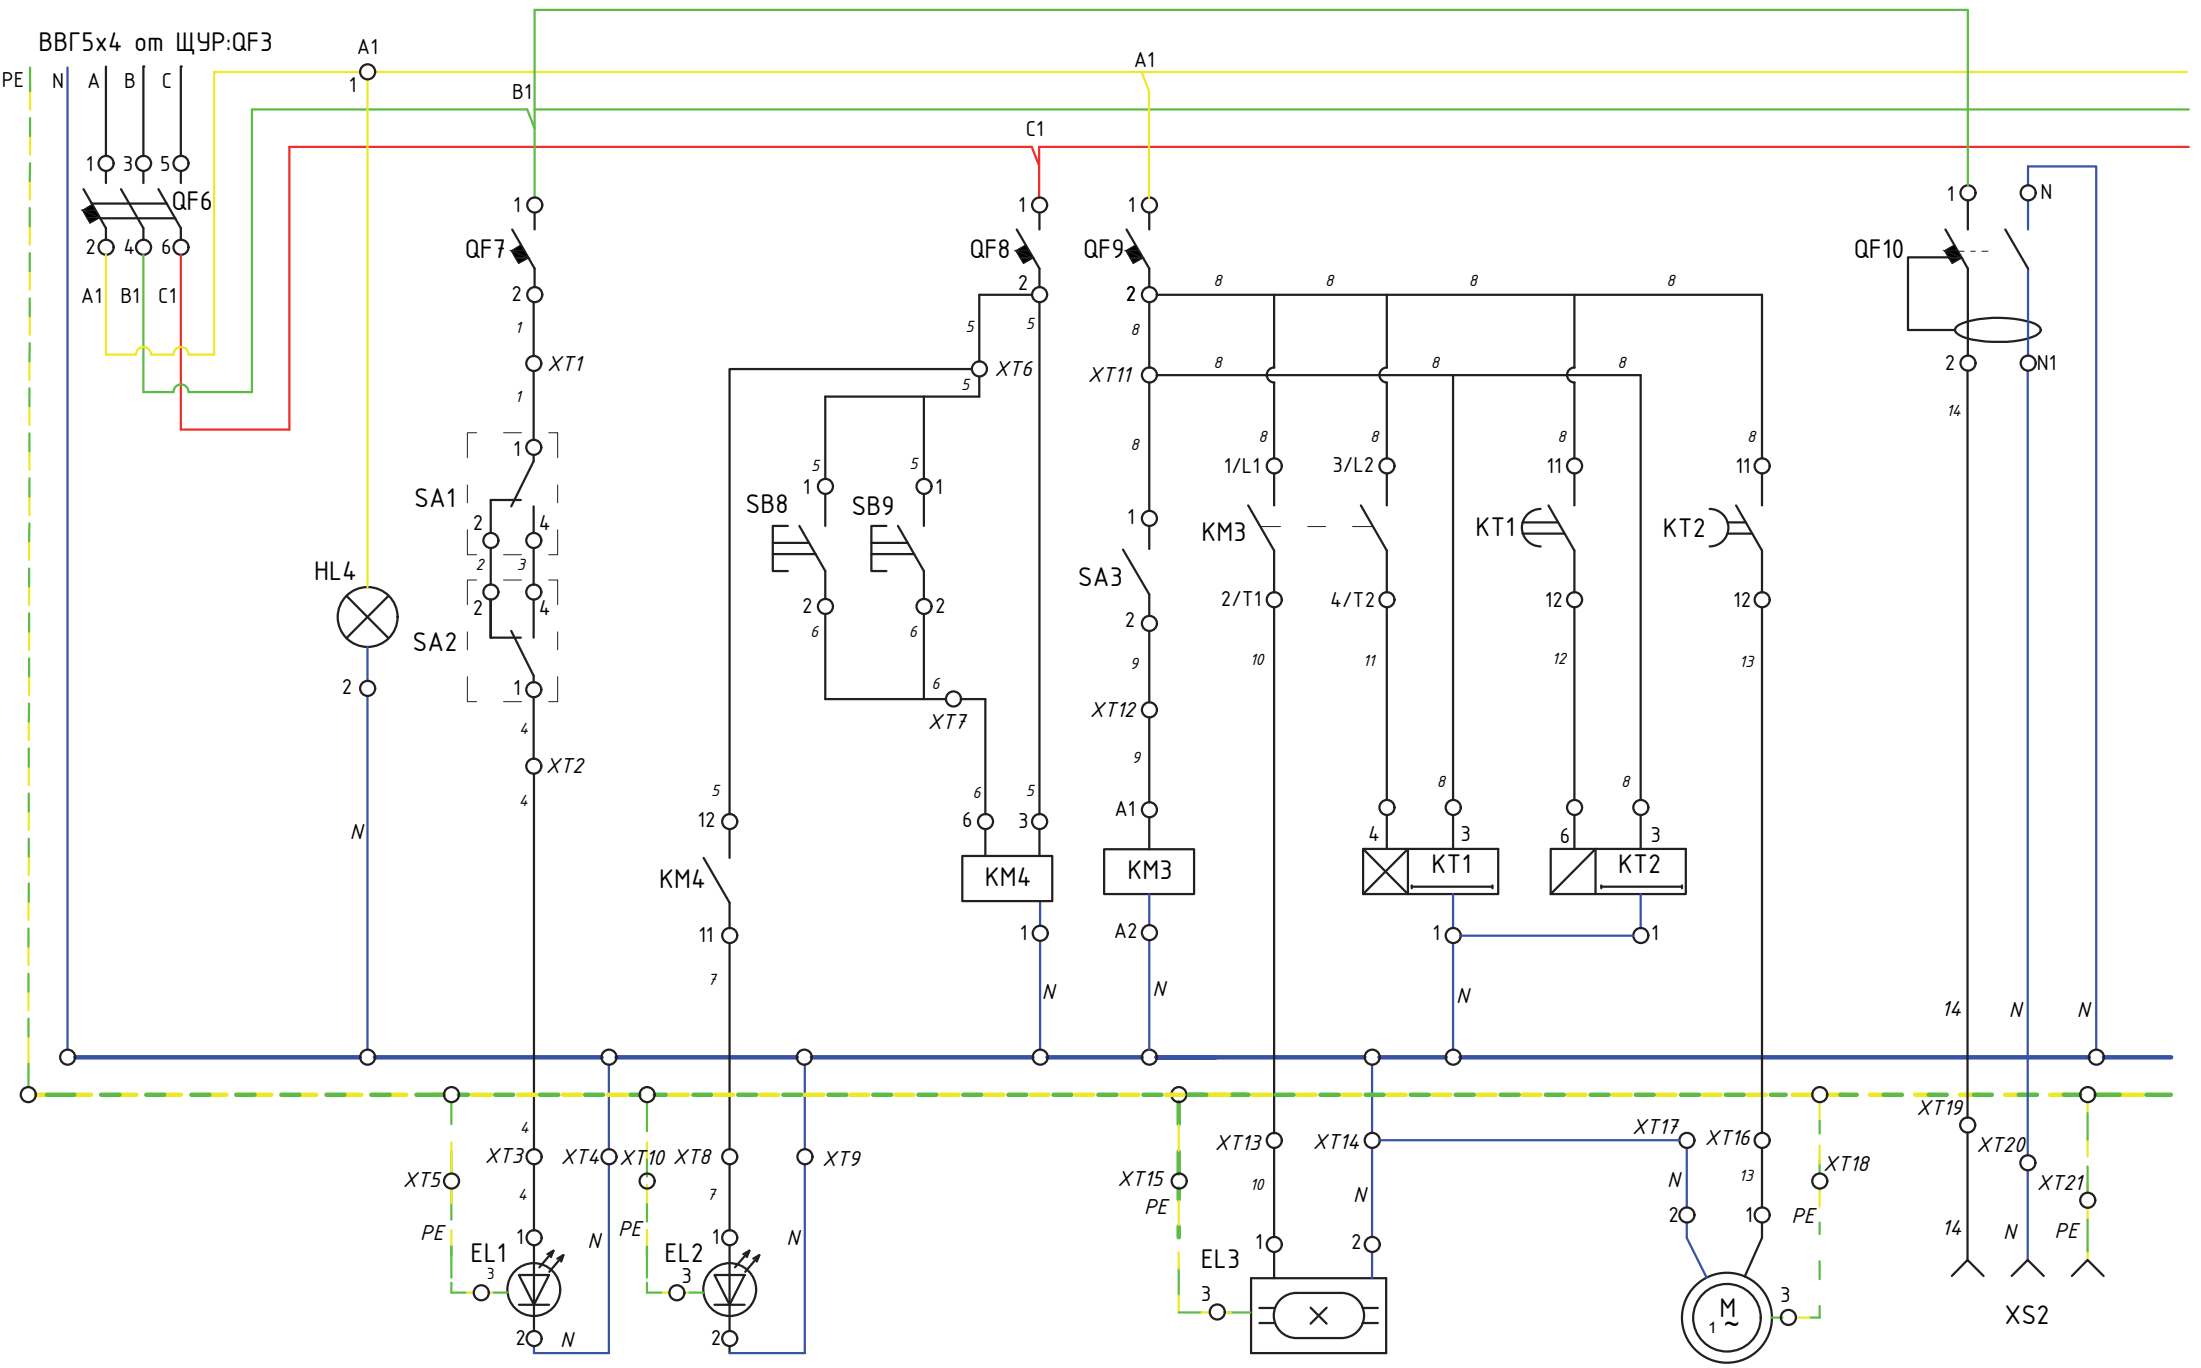 ВВГ5х4 от ЩУР:QF3
A1
A1
PE N A B C
1
B1
C1
1 3 5
QF6
2 4 6
A1 B1 C1
1 1 1 1 N
QF7 QF8 QF9 QF10
2 2 2 8 8 8 8
1 5 5 8
XT1 XT6 XT11 8 8 8 2 N1
1 5 8 14
1 5 5 8 8 8 8
SA1 1 1 1/L1 3/L2 11 11
2 4 SB8 SB9 1 KM3 KT1 KT2
2 3
HL4 SA3
2 4 2 2 2 2/T1 4/T2 12 12
SA2 6 6
1 9 10 11 12 13
2 6
4 XT7 XT12
XT2 9
4 5 6 5 8 8
N 12 6 3 A1 4 3 6 3
KM4 KM4 KM3 KT1 KT2
11 1 A2 1 1
7 N N N 14 N N
XT19
4 XT17 XT16
XT3 XT4 XT10 XT8 XT9 XT13 XT14 XT20
XT5 XT15 XT18 XT21
4 7 10 N N 13
PE N PE N PE 2 1 PE 14 N PE
1 1 1 2
EL1 EL2 EL3
3 3 3 3
M
1 ~
XS2
2 N 2